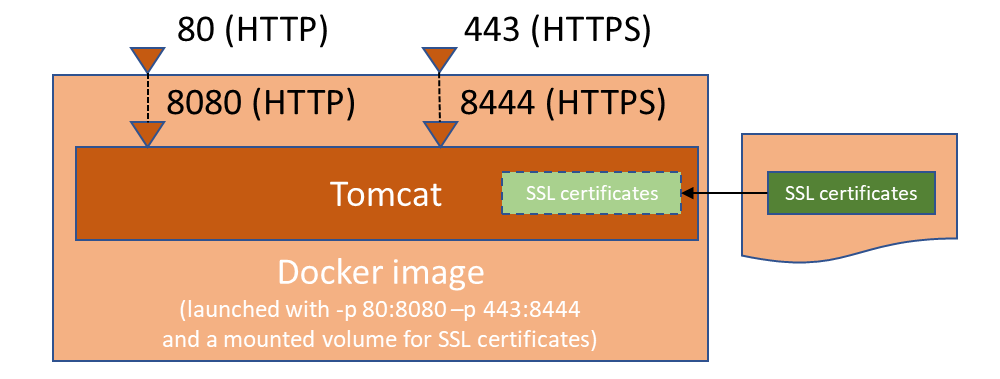 80 (HTTP)
443 (HTTPS)
8080 (HTTP)
8444 (HTTPS)
Tomcat
SSL certificates
SSL certificates
Docker image
(launched with -p 80:8080 –p 443:8444
and a mounted volume for SSL certificates)